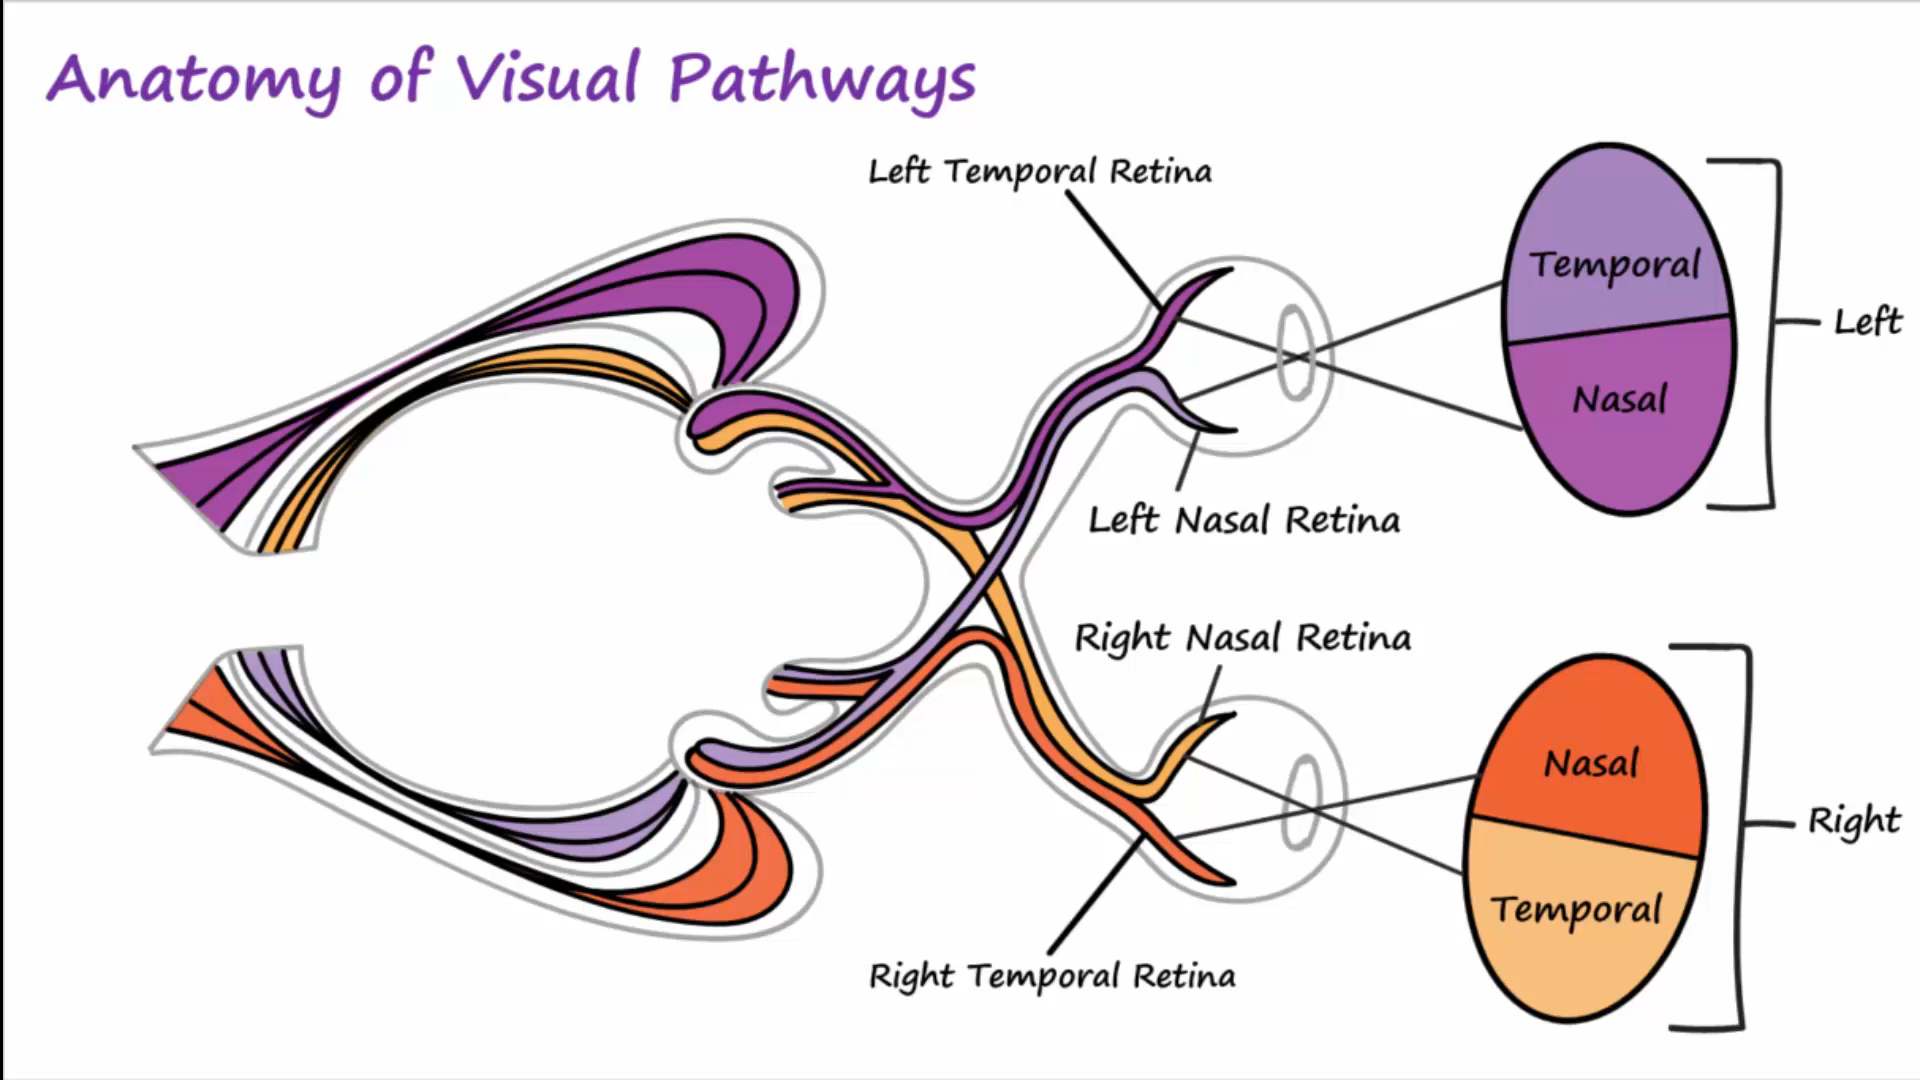 Anatomy of Visual Pathways
Left Temporal Retina
Temporal
Left
Nasal
Left Nasal Retina
Right Nasal Retina
Nasal
Right
Temporal
Right Temporal Retina